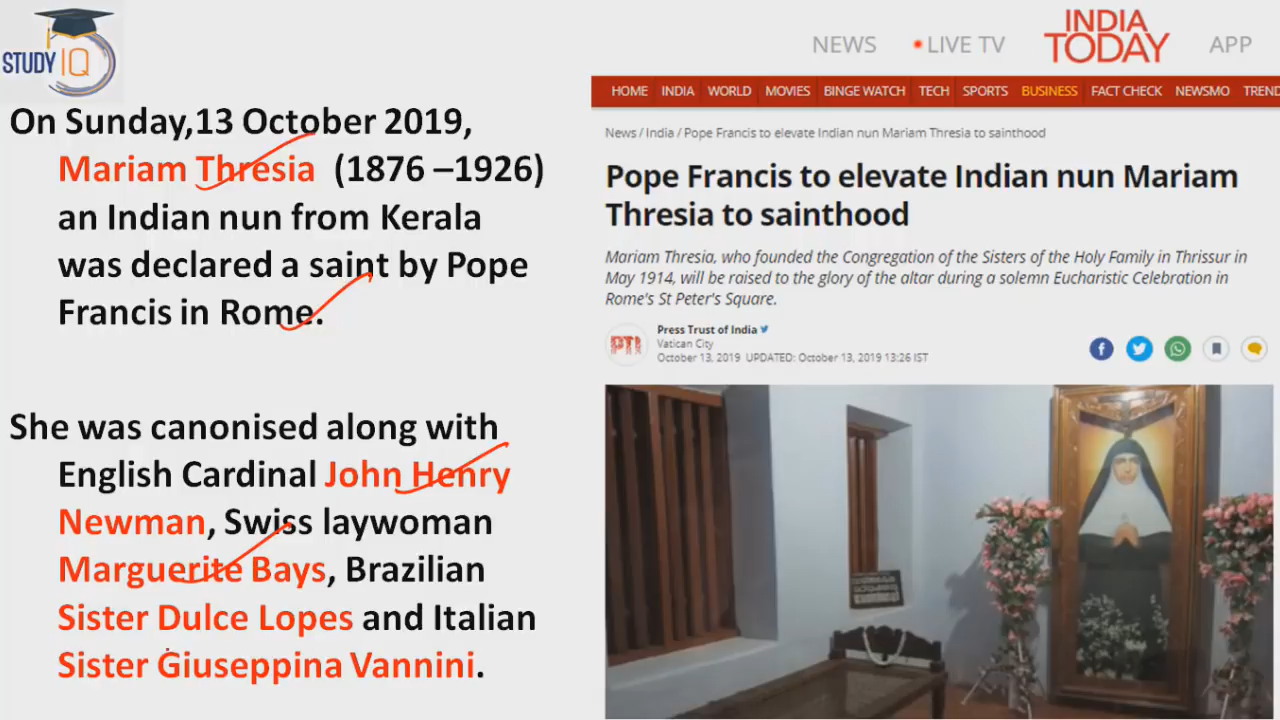 STUDY IQ
On Sunday,13 October 2019,
Mariam Thresia (1876 –1926)
an Indian nun from Kerala
was declared a saint by Pope
Francis in Rome.
She was canonised along with
English Cardinal John Henry
Newman, Swiss laywoman
Marguerite Bays, Brazilian
Sister Dulce Lopes and Italian
Sister Giuseppina Vannini.
NEWS LIVE TV INDIA TODAY APP
HOME INDIA WORLD MOVIES BINGE WATCH TECH SPORTS BUSINESS FACT CHECK NEWSMO TREND
News / India / Pope Francis to elevate Indian nun Mariam Thresia to sainthood
Pope Francis to elevate Indian nun Mariam
Thresia to sainthood
Mariam Thresia, who founded the Congregation of the Sisters of the Holy Family in Thrissur in
May 1914, will be raised to the glory of the altar during a solemn Eucharistic Celebration in
Rome's St Peter's Square.
PTI
Press Trust of India
Vatican City
October 13, 2019 UPDATED: October 13, 2019 13:26 IST